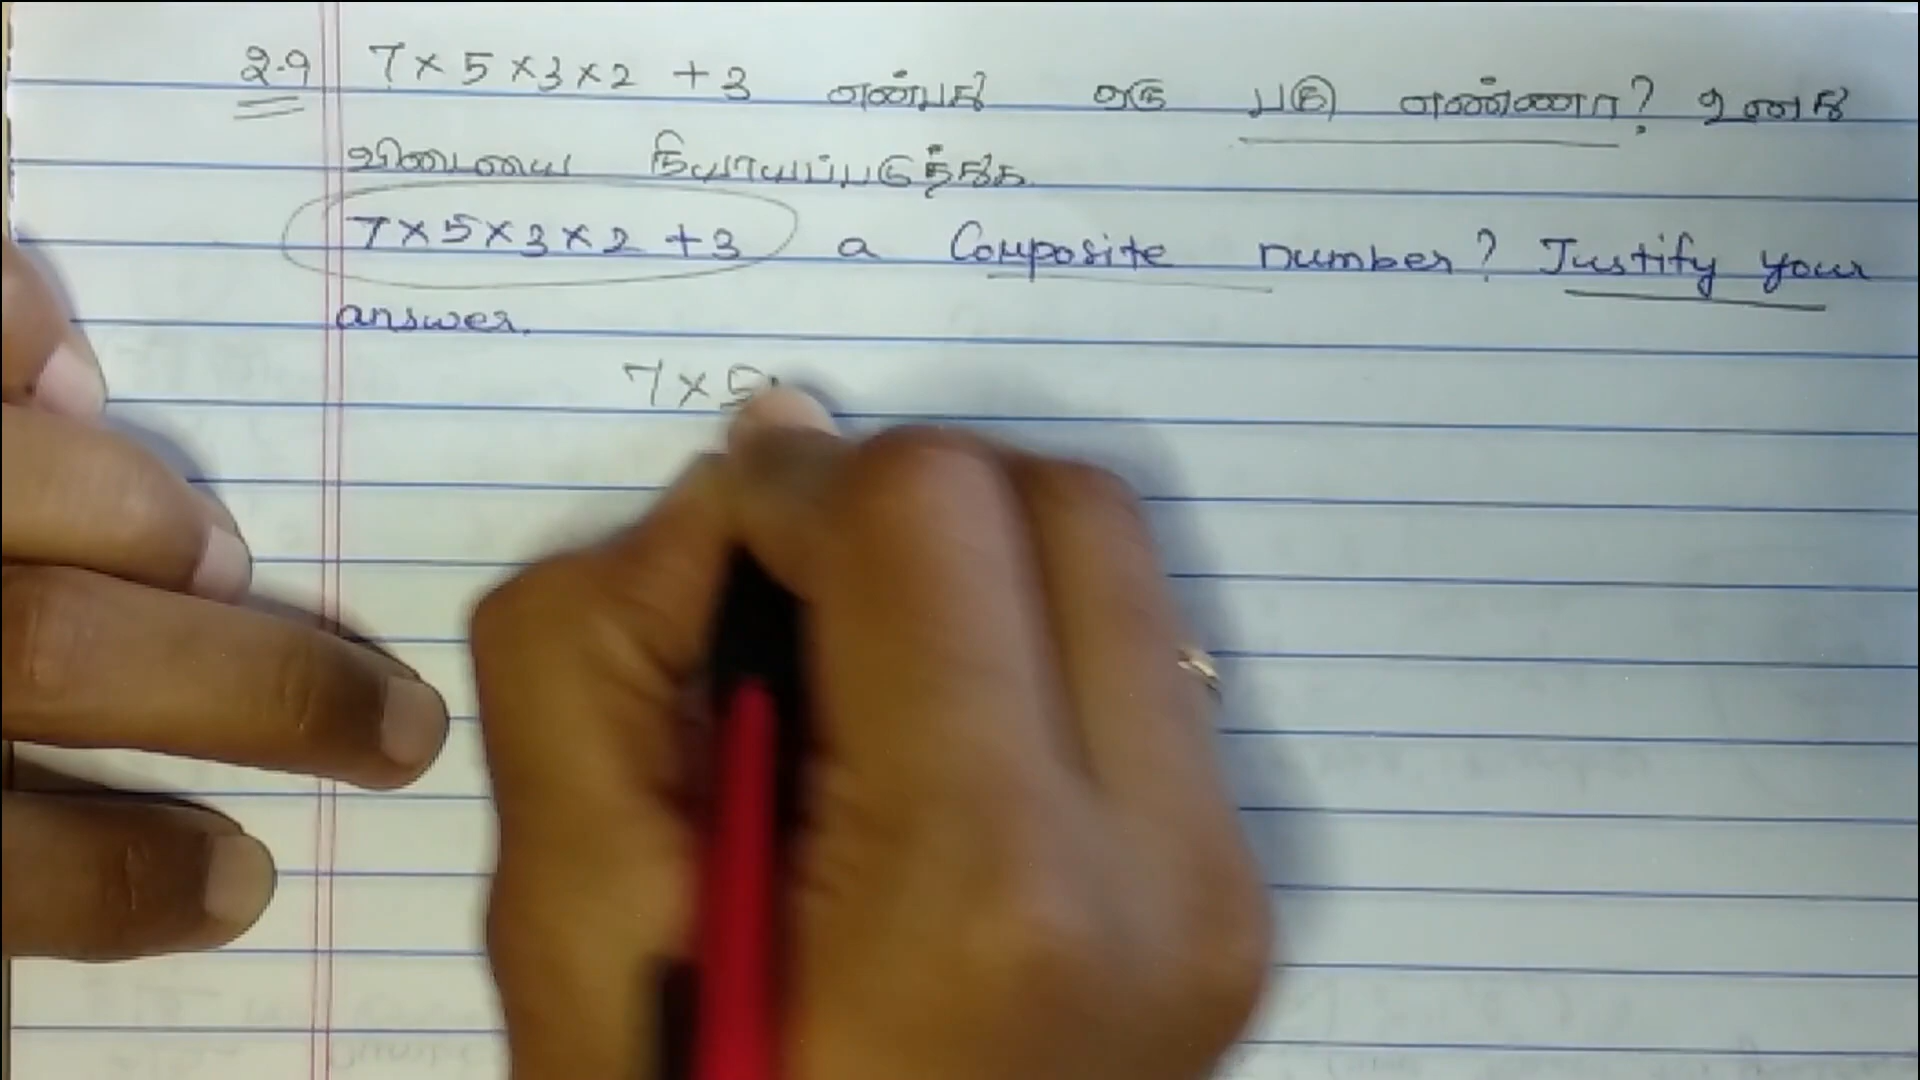 2.9 7×5×3×2 +3 என்பது ஒரு பகு எண்ணா? உனது
விடையை நியாயப்படுத்துக.
7×5×3×2 +3 a Composite number? Justify your
answer.
7×5